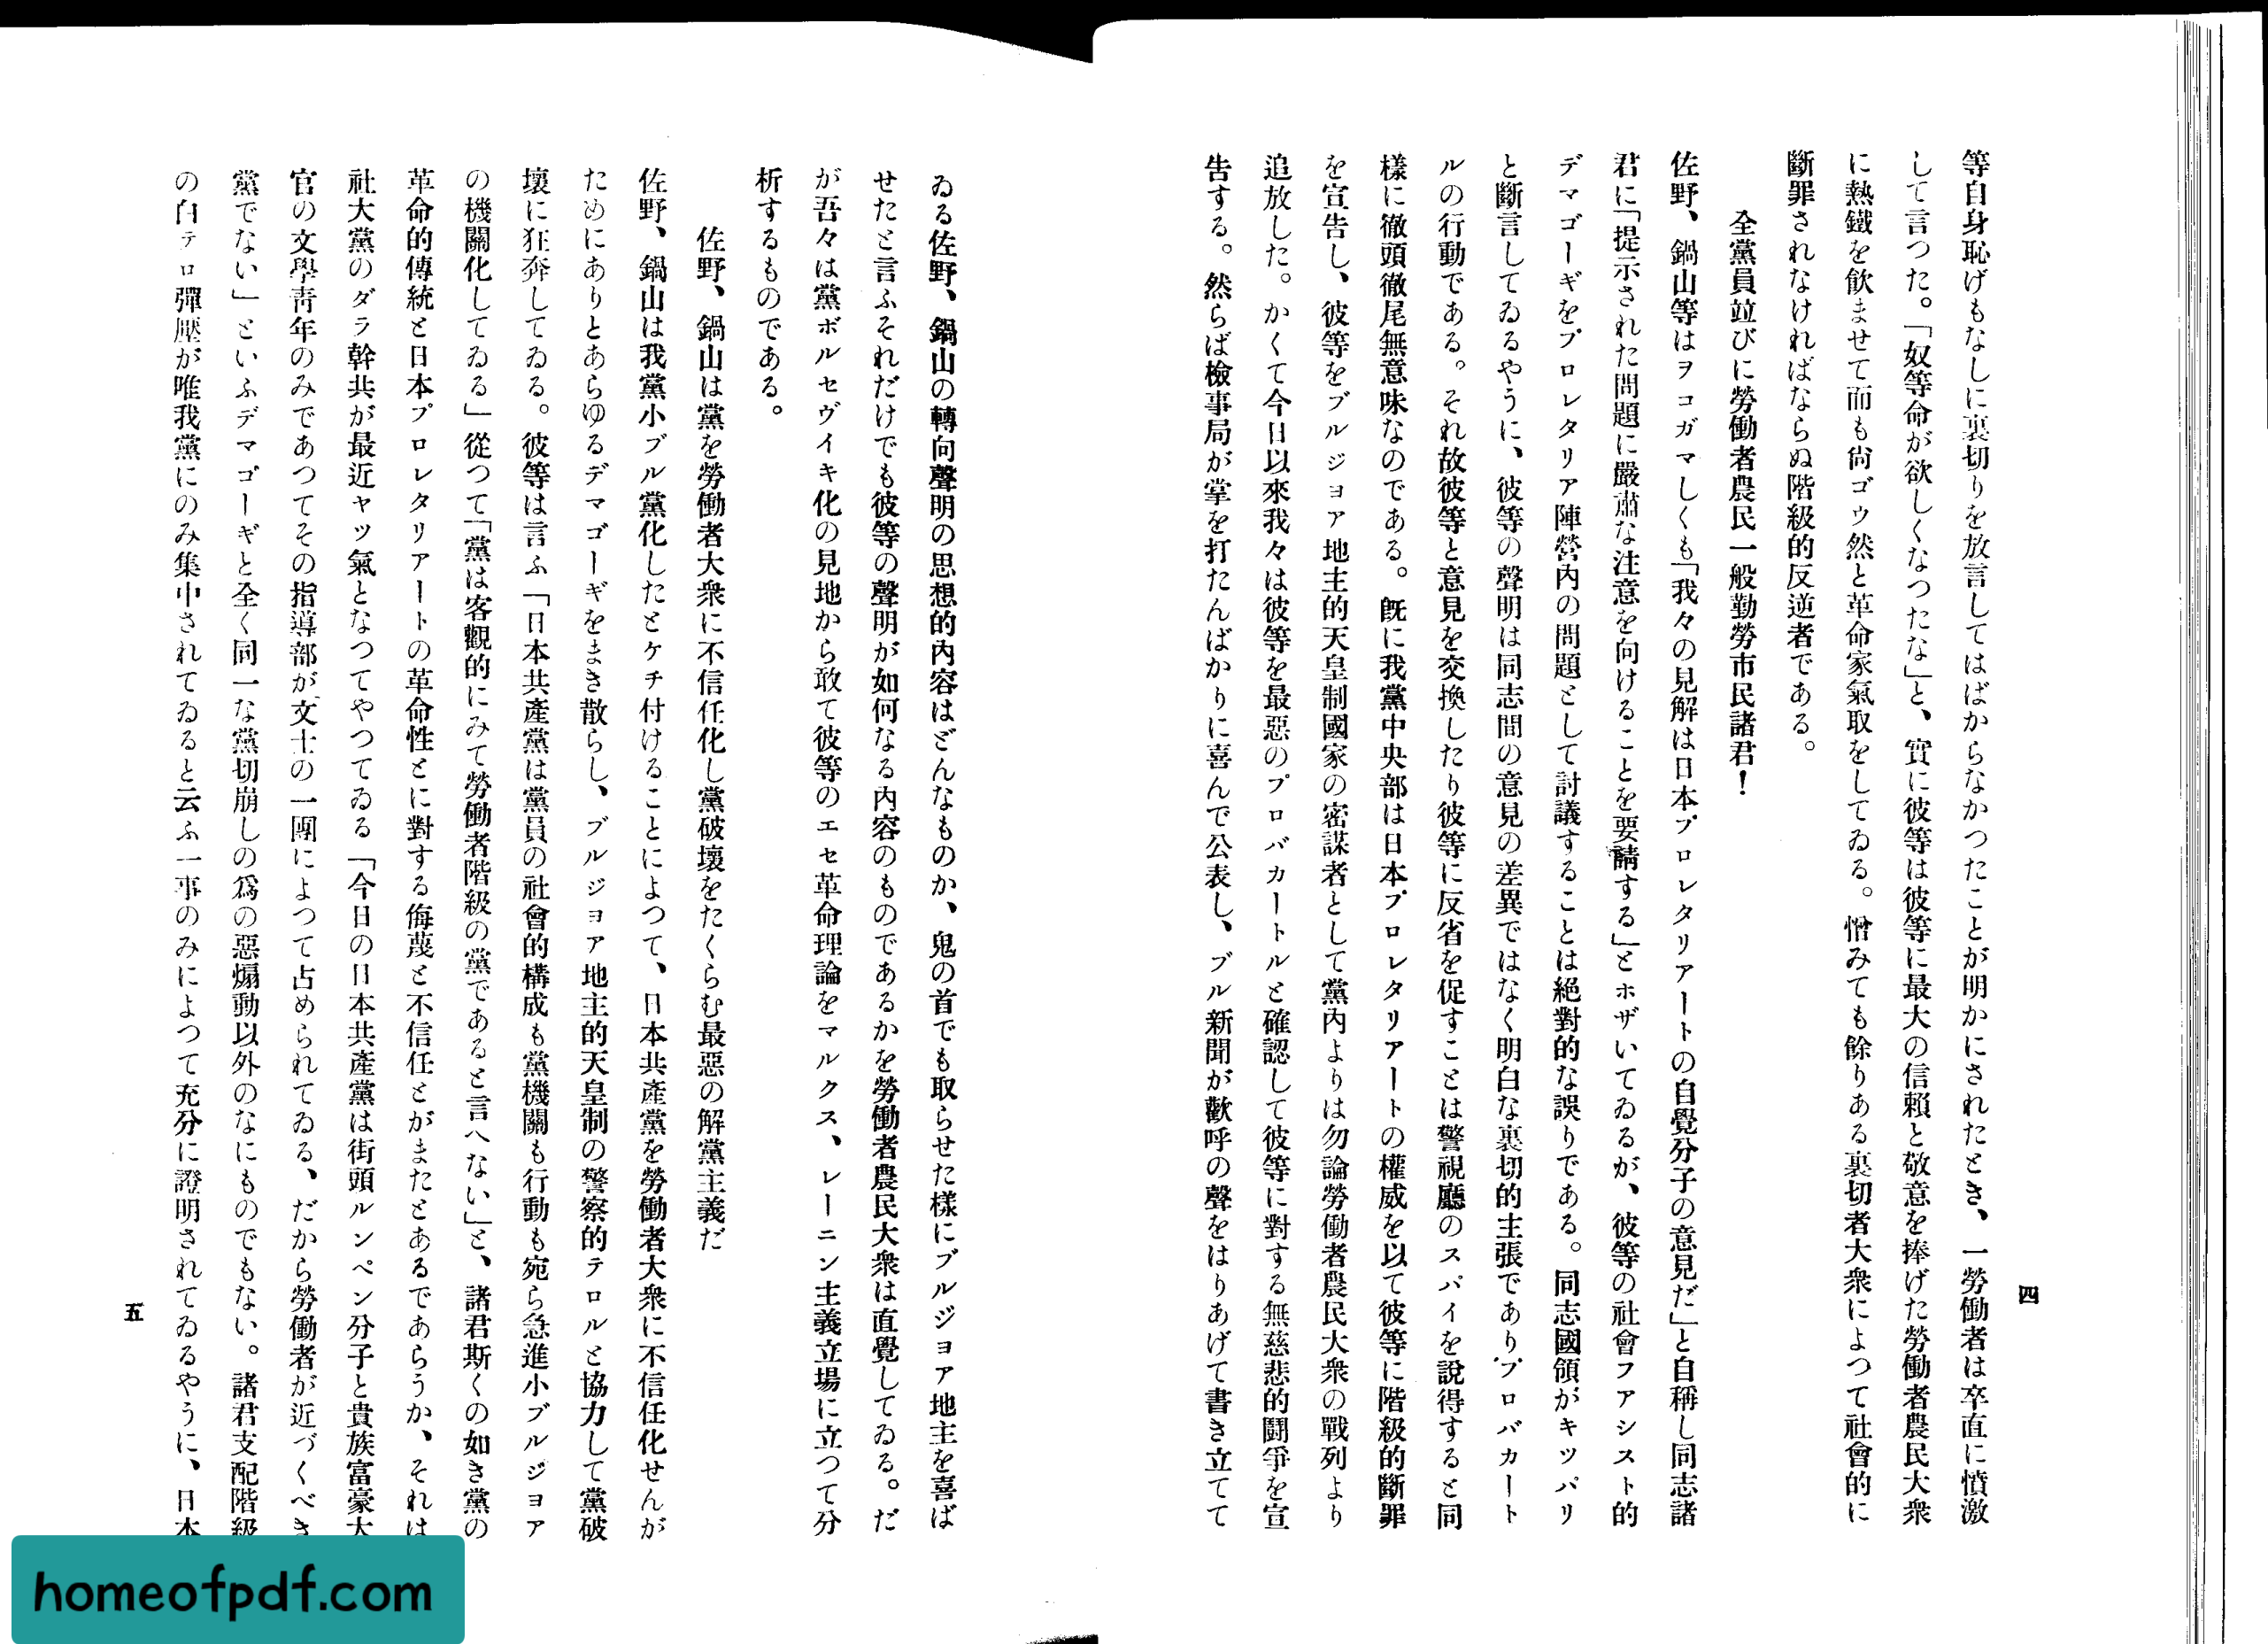 四
等自身恥げもなしに裏切りを放言してはばからなかつたことが明かにされたとき、一勞働者は卒直に憤激
して言つた。「奴等命が欲しくなつたな」と、實に彼等は彼等に最大の信賴と敬意を捧げた勞働者農民大衆
に熱鐵を飮ませて而も尙ゴウ然と革命家氣取をしてゐる。憎みても餘りある裏切者大衆によつて社會的に
斷罪されなければならぬ階級的反逆者である。
全黨員竝びに勞働者農民一般勤勞市民諸君！
佐野、鍋山等はヲコガマしくも「我々の見解は日本プロレタリアートの自覺分子の意見だ」と自稱し同志諸
君に「提示された問題に嚴肅な注意を向けることを要請する」とホザいてゐるが、彼等の社會フアシスト的
デマゴーギをプロレタリア陣營內の問題として討議することは絕對的な誤りである。同志國領がキツパリ
と斷言してゐるやうに、彼等の聲明は同志間の意見の差異ではなく明白な裏切的主張でありプロバカート
ルの行動である。それ故彼等と意見を交換したり彼等に反省を促すことは警視廳のスパイを說得すると同
樣に徹頭徹尾無意味なのである。旣に我黨中央部は日本プロレタリアートの權威を以て彼等に階級的斷罪
を宣告し、彼等をブルジヨア地主的天皇制國家の密謀者として黨內よりは勿論勞働者農民大衆の戰列より
追放した。かくて今日以來我々は彼等を最惡のプロバカートルと確認して彼等に對する無慈悲的鬪爭を宣
告する。然らば檢事局が掌を打たんばかりに喜んで公表し、ブル新聞が歡呼の聲をはりあげて書き立てて
ゐる佐野、鍋山の轉向聲明の思想的內容はどんなものか、鬼の首でも取らせた樣にブルジヨア地主を喜ば
せたと言ふそれだけでも彼等の聲明が如何なる內容のものであるかを勞働者農民大衆は直覺してゐる。だ
が吾々は黨ボルセヴイキ化の見地から敢て彼等のエセ革命理論をマルクス、レーニン主義立場に立つて分
析するものである。
佐野、鍋山は黨を勞働者大衆に不信任化し黨破壞をたくらむ最惡の解黨主義だ
佐野、鍋山は我黨小ブル黨化したとケチ付けることによつて、日本共產黨を勞働者大衆に不信任化せんが
ためにありとあらゆるデマゴーギをまき散らし、ブルジヨア地主的天皇制の警察的テロルと協力して黨破
壞に狂奔してゐる。彼等は言ふ「日本共產黨は黨員の社會的構成も黨機關も行動も宛ら急進小ブルジヨア
の機關化してゐる」從つて「黨は客觀的にみて勞働者階級の黨であると言へない」と、諸君斯くの如き黨の
革命的傳統と日本プロレタリアートの革命性とに對する侮蔑と不信任とがまたとあるであらうか、それは
社大黨のダラ幹共が最近ヤツ氣となつてやつてゐる「今日の日本共產黨は街頭ルンペン分子と貴族富豪大
官の文學靑年のみであつてその指導部が文士の一團によつて占められてゐる、だから勞働者が近づくべき
黨でない」といふデマゴーギと全く同一な黨切崩しの爲の惡煽動以外のなにものでもない。諸君支配階級
の白テロ彈壓が唯我黨にのみ集中されてゐると云ふ一事のみによつて充分に證明されてゐるやうに、日本
五
homeofpdf.com